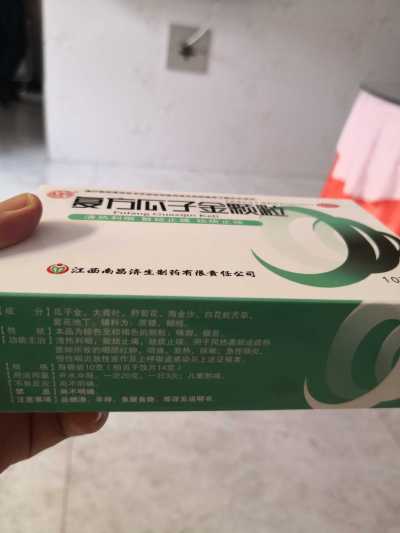 复方瓜子金颗粒
Fufang Guazijin Keli
清热利咽 散结止痛 祛痰止咳
江西南昌济生制药有限责任公司
成 分】瓜子金、大青叶、野菊花、海金沙、白花蛇舌草、
紫花地丁。辅料为：蔗糖、糊精。
【性 状】本品为棕色至棕褐色的颗粒；味甜、微苦。
【功能主治】清热利咽，散结止痛，祛痰止咳。用于风热袭肺或痰热
壅肺所致的咽部红肿、咽痛、发热、咳嗽；急性咽炎、
慢性咽炎急性发作及上呼吸道感染见上述证候者。
【规 格】每袋装10克（相当于饮片14克）
【用法用量】开水冲服，一次20克，一日3次；儿童酌减。
【不良反应】尚不明确。
【禁 忌】尚不明确。
【注意事项】忌烟酒、辛辣、鱼腥食物。